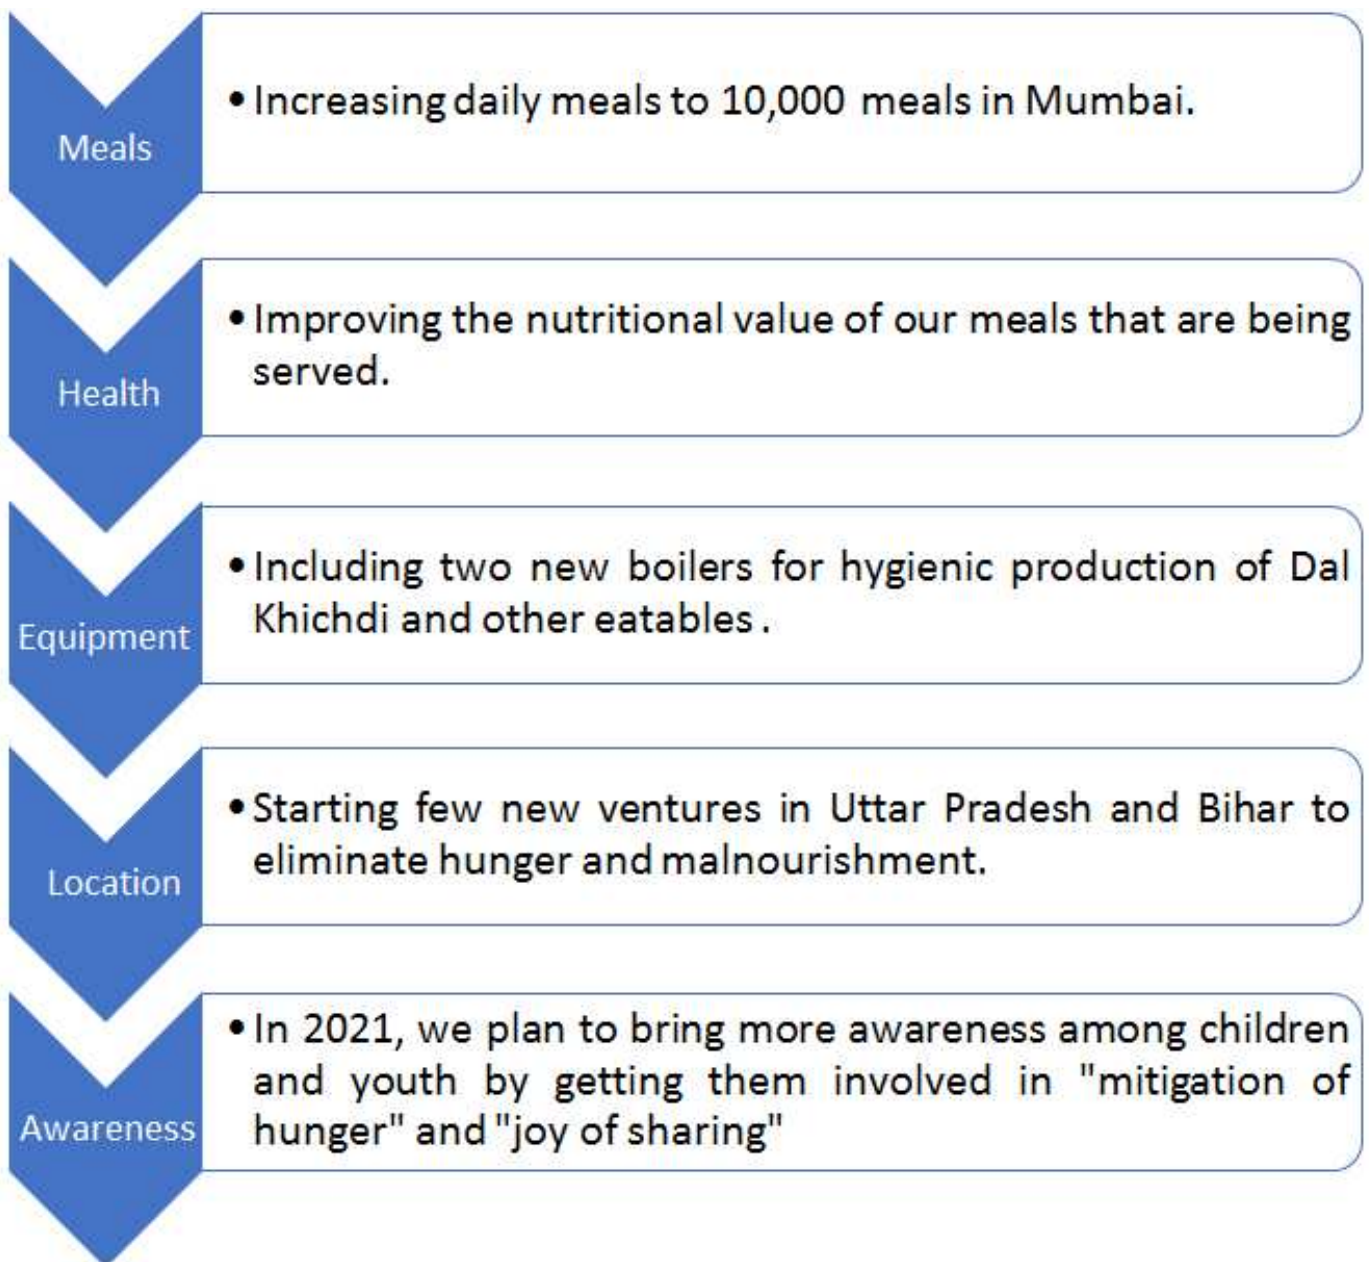 Meals
• Increasing daily meals to 10,000 meals in Mumbai.
Health
• Improving the nutritional value of our meals that are being
served.
Equipment
• Including two new boilers for hygienic production of Dal
Khichdi and other eatables .
Location
• Starting few new ventures in Uttar Pradesh and Bihar to
eliminate hunger and malnourishment.
Awareness
• In 2021, we plan to bring more awareness among children
and youth by getting them involved in "mitigation of
hunger" and "joy of sharing"